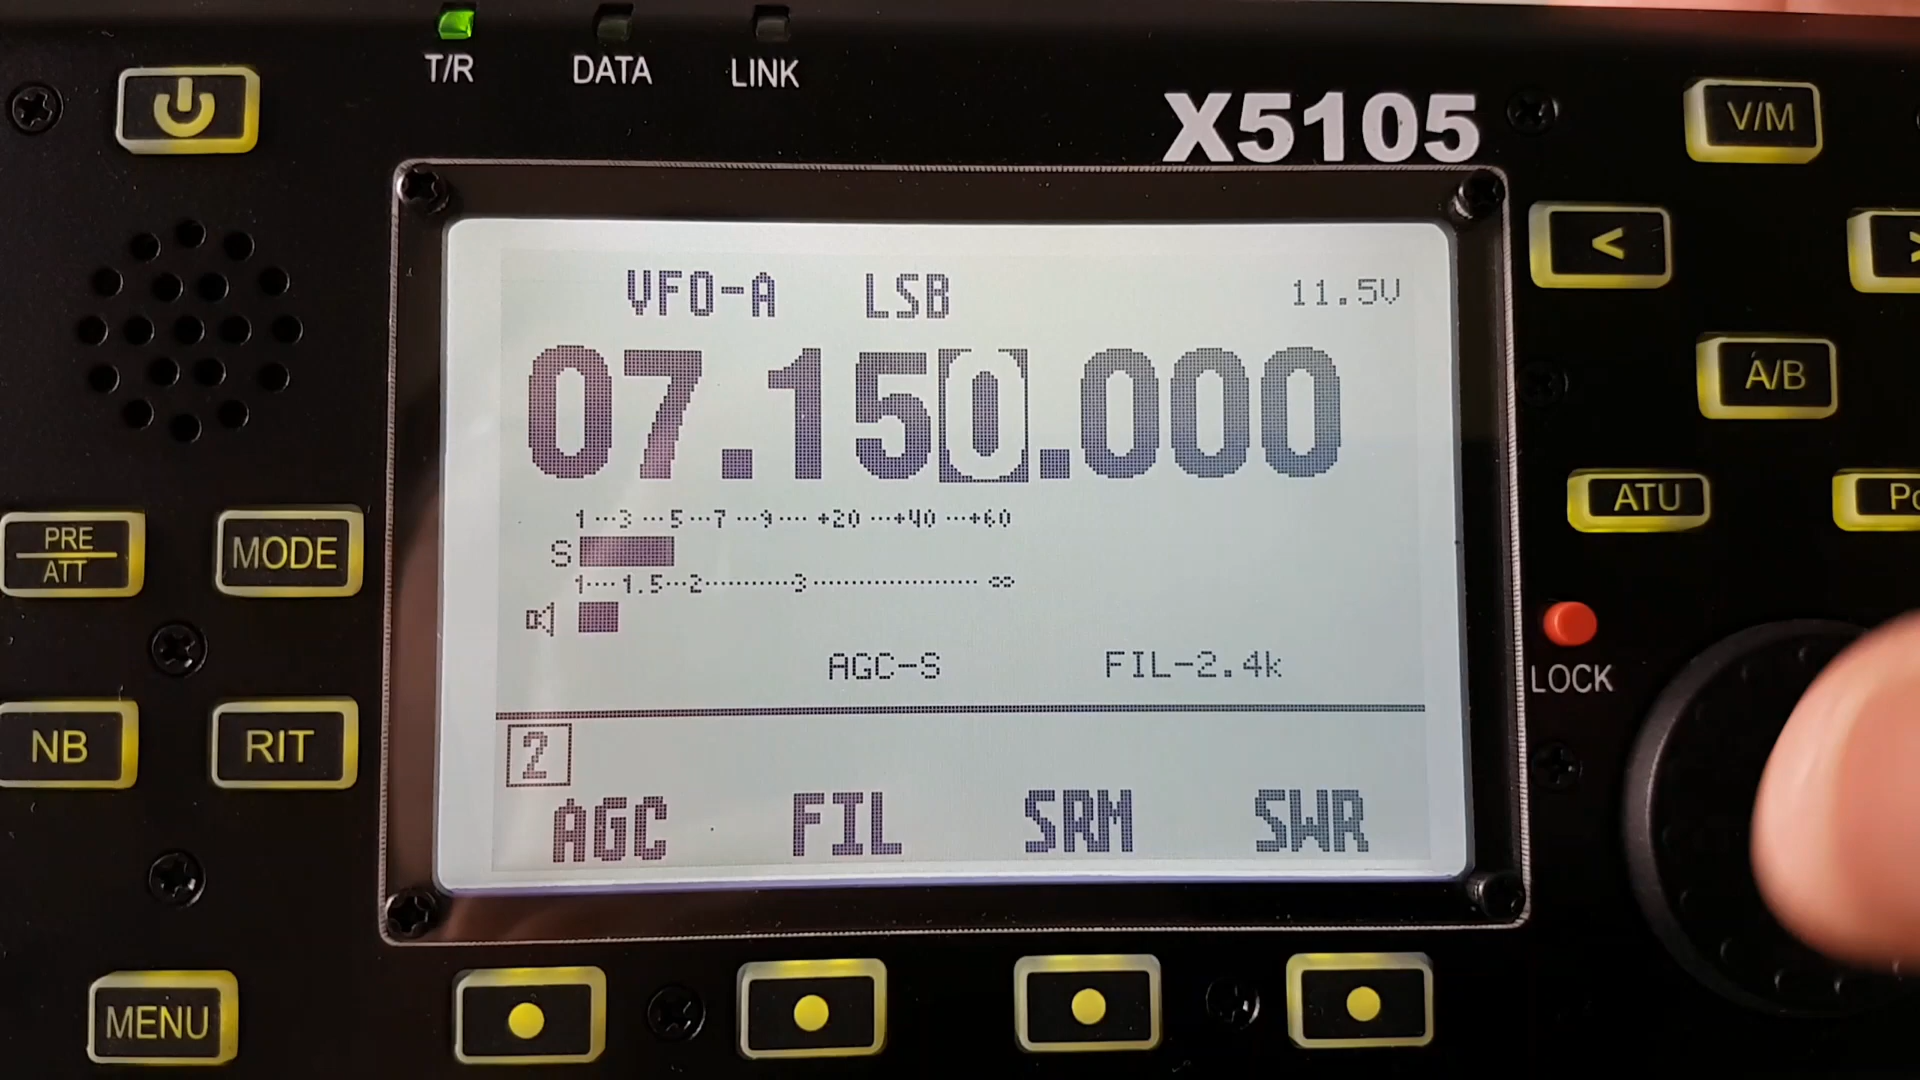 T/R DATA LINK
X5105
V/M
<
VFO-A LSB 11.5V
07.150.000
A/B
1···3···5···7···9····+20···+40···+60
S
1····1.5···2··········3···················∞
ATU
PRE
ATT
MODE
AGC-S FIL-2.4k
LOCK
NB RIT
2
AGC FIL SRM SWR
MENU